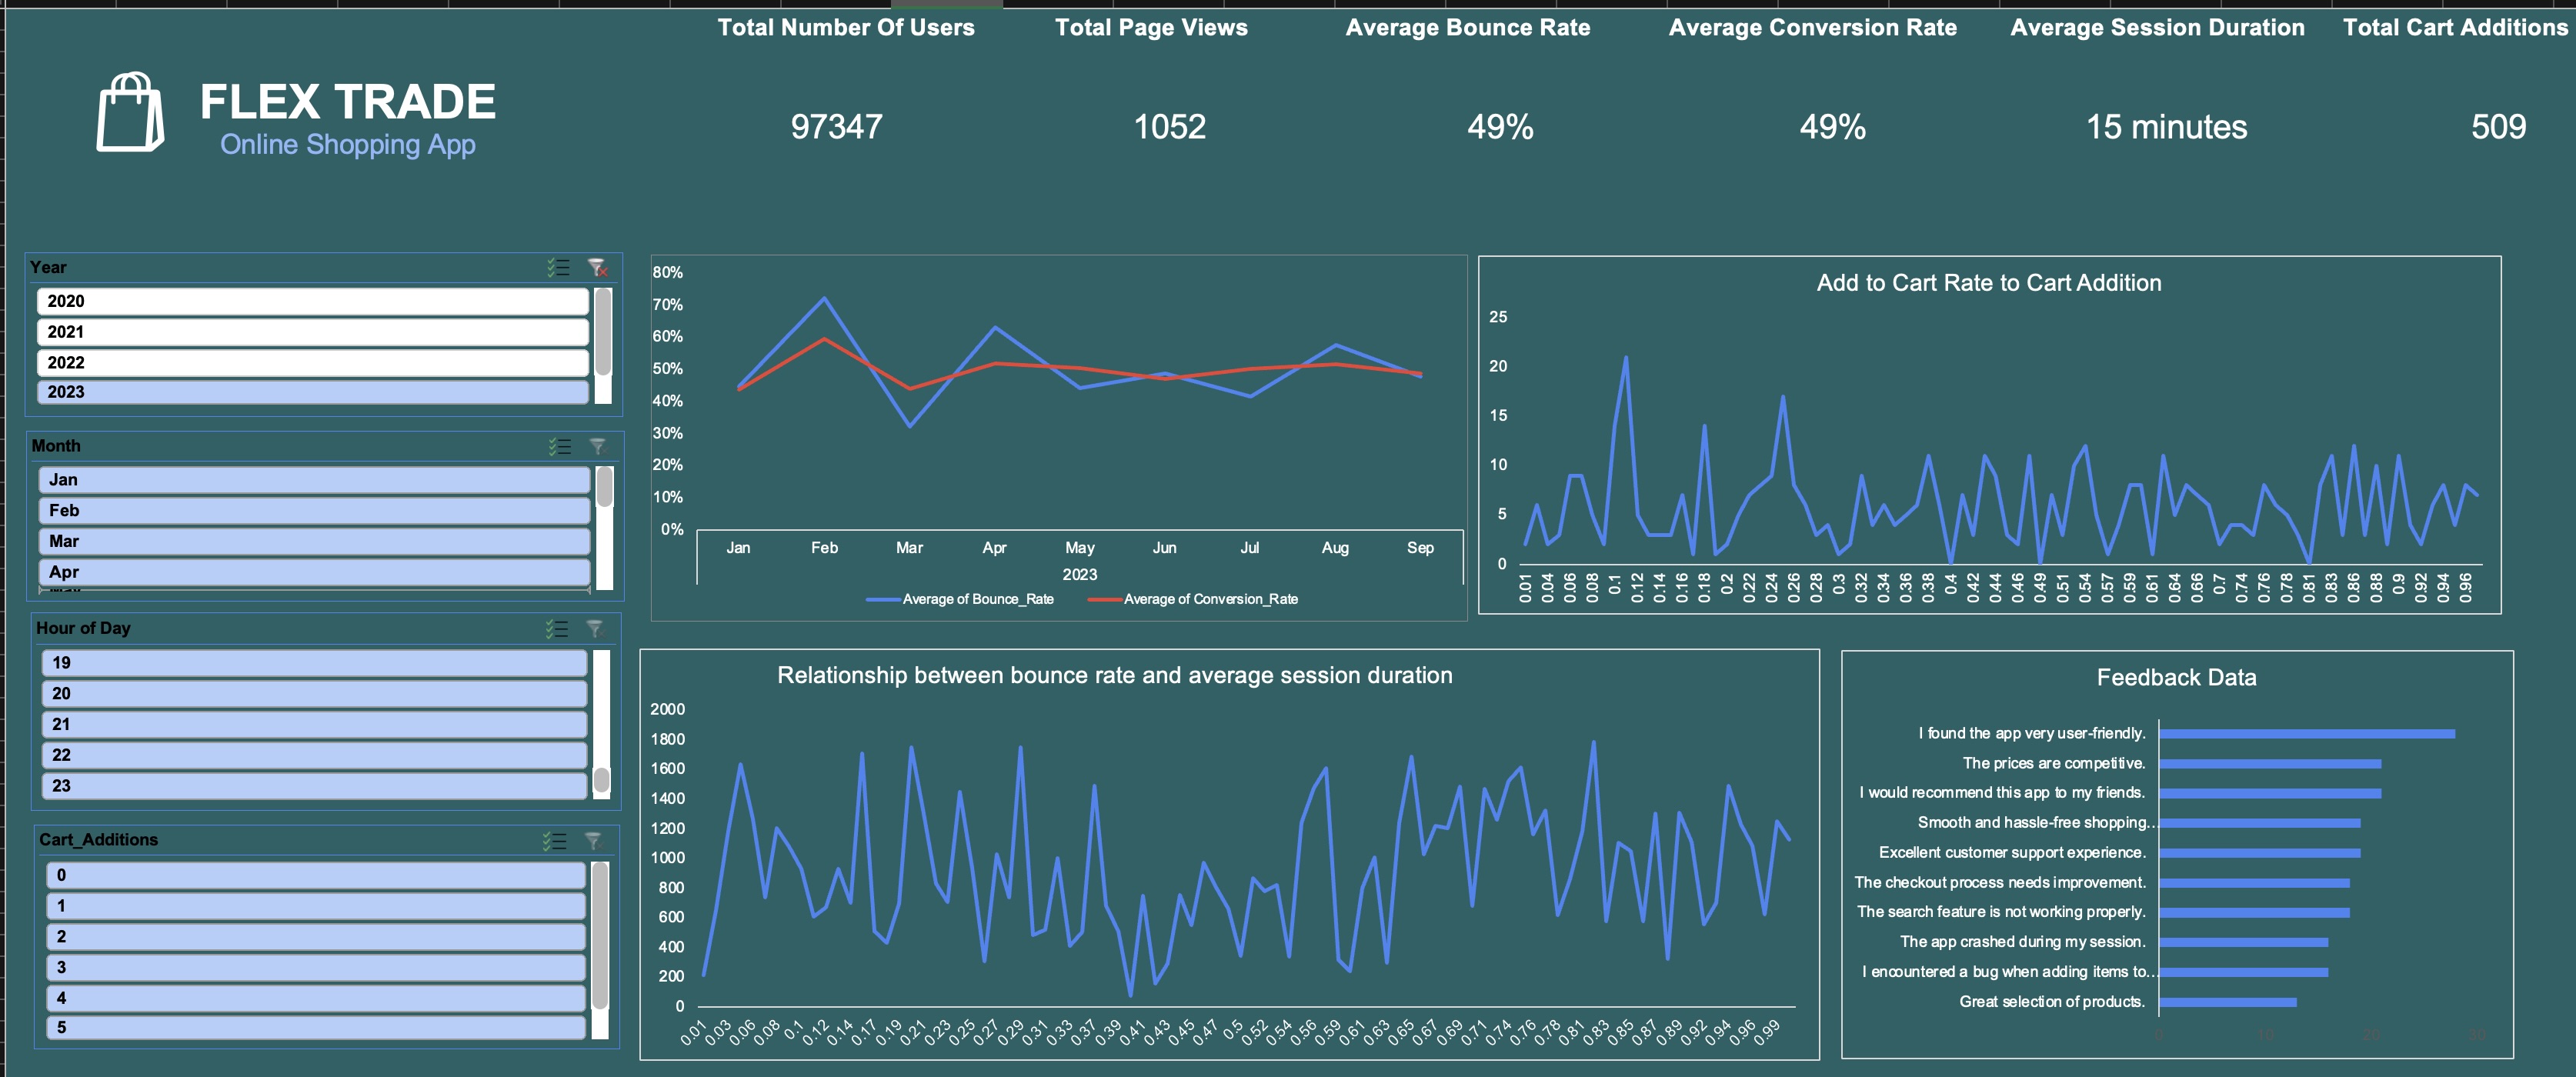 Total Number Of Users
Total Page Views
Average Bounce Rate
Average Conversion Rate
Average Session Duration
Total Cart Additions
FLEX TRADE
Online Shopping App
97347
1052
49%
49%
15 minutes
509
Year
2020
2021
2022
2023
Month
Jan
Feb
Mar
Apr
Hour of Day
19
20
21
22
23
Cart_Additions
0
1
2
3
4
5
80%
70%
60%
50%
40%
30%
20%
10%
0%
Jan Feb Mar Apr May Jun Jul Aug Sep
2023
Average of Bounce_Rate Average of Conversion_Rate
Add to Cart Rate to Cart Addition
25
20
15
10
5
0
0.01 0.04 0.06 0.08 0.1 0.12 0.14 0.16 0.18 0.2 0.22 0.24 0.26 0.28 0.3 0.32 0.34 0.36 0.38 0.4 0.42 0.44 0.46 0.49 0.51 0.54 0.57 0.59 0.61 0.64 0.66 0.7 0.74 0.76 0.78 0.81 0.83 0.86 0.88 0.9 0.92 0.94 0.96
Relationship between bounce rate and average session duration
2000
1800
1600
1400
1200
1000
800
600
400
200
0
0.01 0.03 0.06 0.08 0.1 0.12 0.14 0.17 0.19 0.21 0.23 0.25 0.27 0.29 0.31 0.33 0.37 0.39 0.41 0.43 0.45 0.47 0.5 0.52 0.54 0.56 0.59 0.61 0.63 0.65 0.67 0.69 0.71 0.74 0.76 0.78 0.81 0.83 0.85 0.87 0.89 0.92 0.94 0.96 0.99
Feedback Data
I found the app very user-friendly.
The prices are competitive.
I would recommend this app to my friends.
Smooth and hassle-free shopping...
Excellent customer support experience.
The checkout process needs improvement.
The search feature is not working properly.
The app crashed during my session.
I encountered a bug when adding items to...
Great selection of products.
0 10 20 30